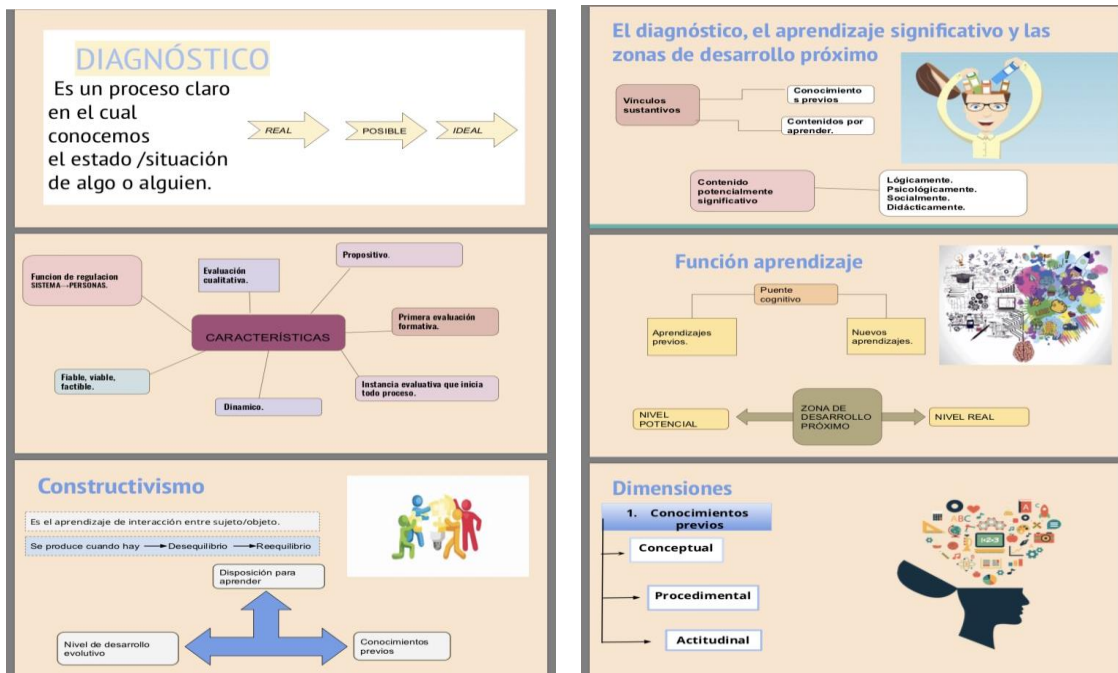 DIAGNÓSTICO
Es un proceso claro
en el cual
conocemos
el estado /situación
de algo o alguien.
REAL
POSIBLE
IDEAL
Funcion de regulacion
SISTEMA→PERSONAS.
Evaluación
cualitativa.
Propositivo.
CARACTERÍSTICAS
Primera evaluación
formativa.
Fiable, viable,
factible.
Dinamico.
Instancia evaluativa que inicia
todo proceso.
Constructivismo
Es el aprendizaje de interacción entre sujeto/objeto.
Se produce cuando hay → Desequilibrio → Reequilibrio
Disposición para
aprender
Nivel de desarrollo
evolutivo
Conocimientos
previos
El diagnóstico, el aprendizaje significativo y las
zonas de desarrollo próximo
Vínculos
sustantivos
Conocimiento
s previos
Contenidos por
aprender.
Contenido
potencialmente
significativo
Lógicamente.
Psicológicamente.
Socialmente.
Didácticamente.
Función aprendizaje
Puente
cognitivo
Aprendizajes
previos.
Nuevos
aprendizajes.
NIVEL
POTENCIAL
ZONA DE
DESARROLLO
PRÓXIMO
NIVEL REAL
Dimensiones
1. Conocimientos
previos
Conceptual
Procedimental
Actitudinal
ABC
1+2=3